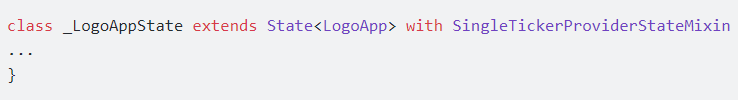 class _LogoAppState extends State<LogoApp> with SingleTickerProviderStateMixin
...
}